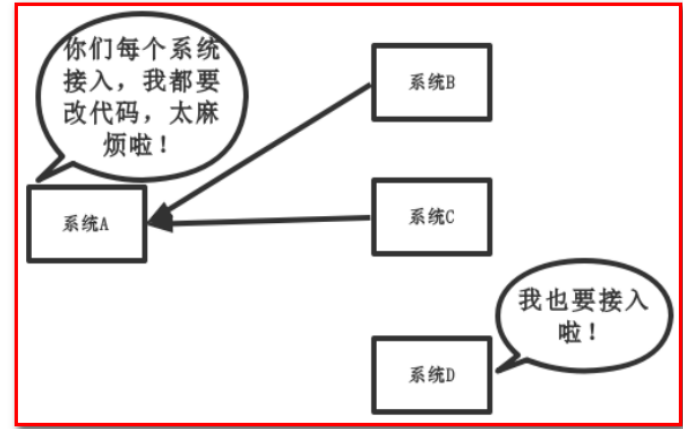 你们每个系统
接入，我都要
改代码，太麻
烦啦！
系统A
系统B
系统C
系统D
我也要接入
啦！